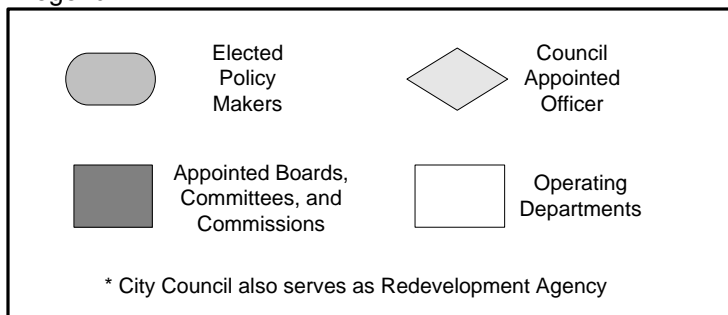 Elected
Policy
Makers
Council
Appointed
Officer
Appointed Boards,
Committees, and
Commissions
Operating
Departments
* City Council also serves as Redevelopment Agency